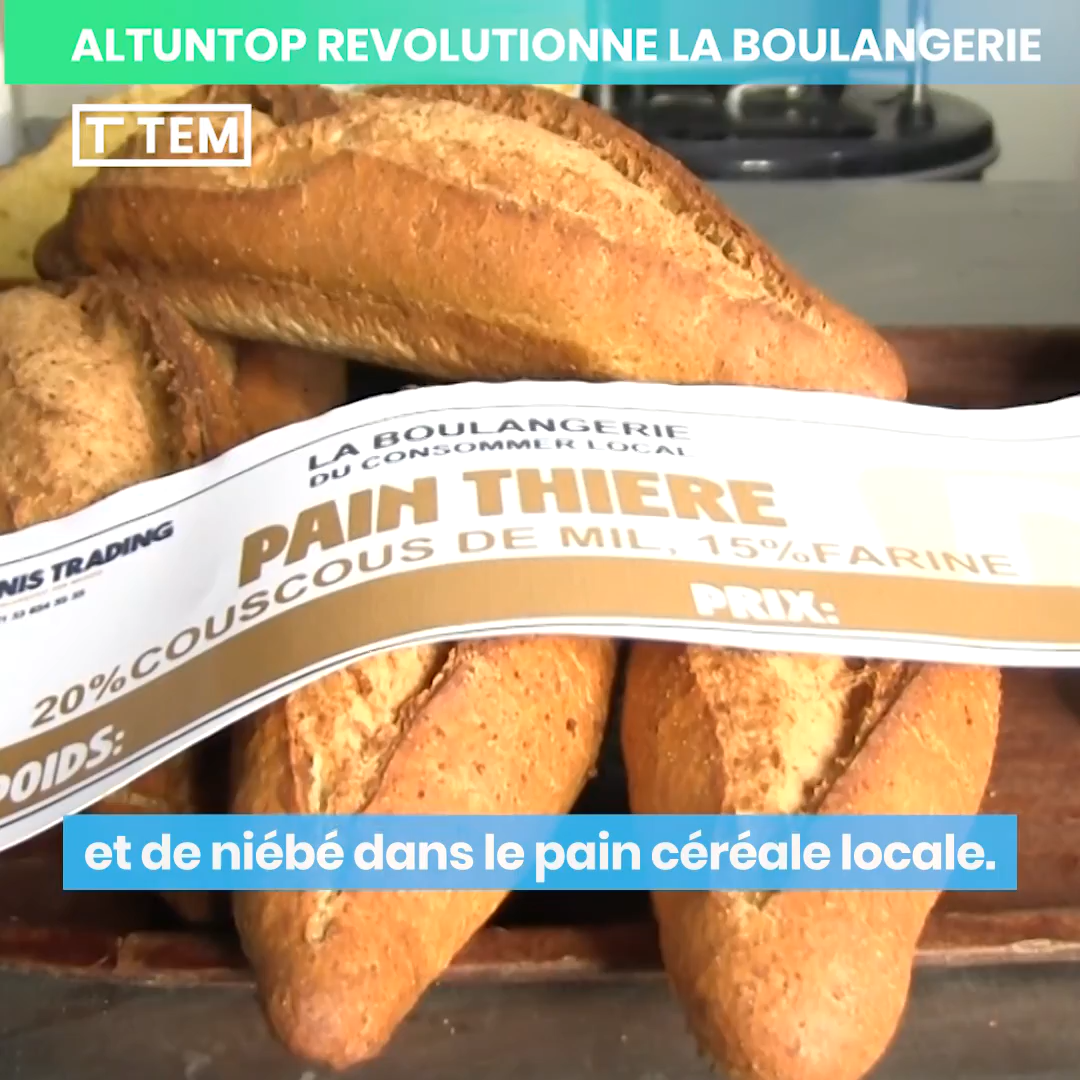 ALTUNTOP REVOLUTIONNE LA BOULANGERIE
T TEM
LA BOULANGERIE
DU CONSOMMER LOCAL
PAIN THIERE
NIS TRADING
20%COUSCOUS DE MIL, 15%FARINE
PRIX:
POIDS:
et de niébé dans le pain céréale locale.